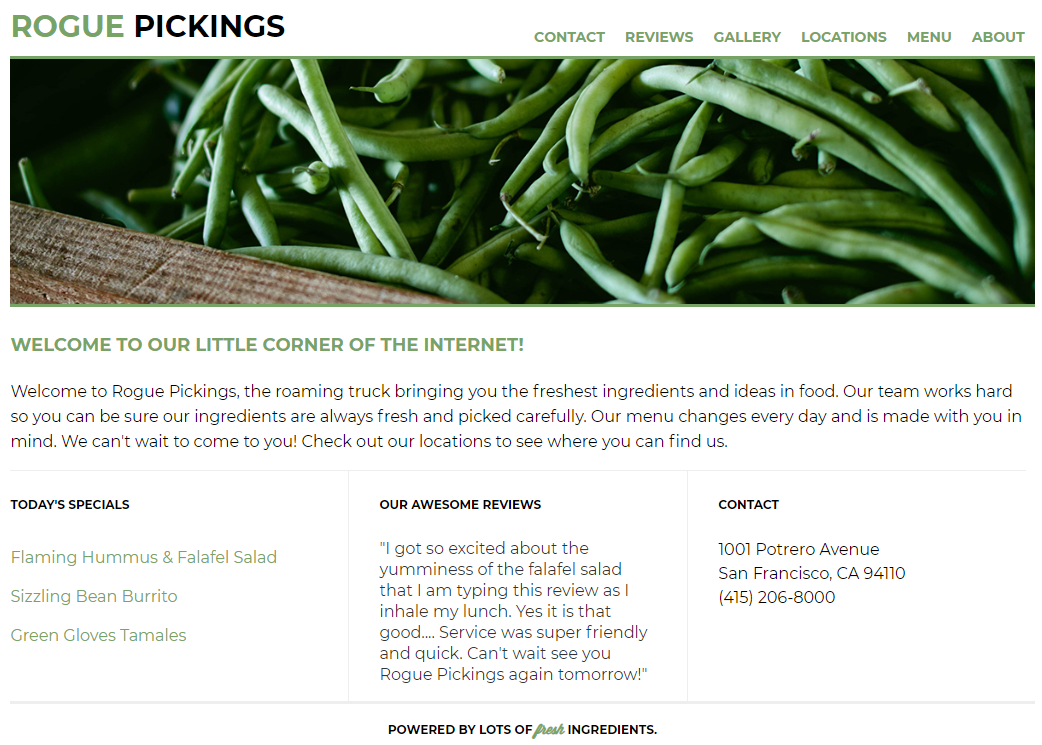 ROGUE PICKINGS
CONTACT REVIEWS GALLERY LOCATIONS MENU ABOUT
WELCOME TO OUR LITTLE CORNER OF THE INTERNET!
Welcome to Rogue Pickings, the roaming truck bringing you the freshest ingredients and ideas in food. Our team works hard
so you can be sure our ingredients are always fresh and picked carefully. Our menu changes every day and is made with you in
mind. We can't wait to come to you! Check out our locations to see where you can find us.
TODAY'S SPECIALS
Flaming Hummus & Falafel Salad
Sizzling Bean Burrito
Green Gloves Tamales
OUR AWESOME REVIEWS
"I got so excited about the
yumminess of the falafel salad
that I am typing this review as I
inhale my lunch. Yes it is that
good.... Service was super friendly
and quick. Can't wait see you
Rogue Pickings again tomorrow!"
CONTACT
1001 Potrero Avenue
San Francisco, CA 94110
(415) 206-8000
POWERED BY LOTS OF fresh INGREDIENTS.